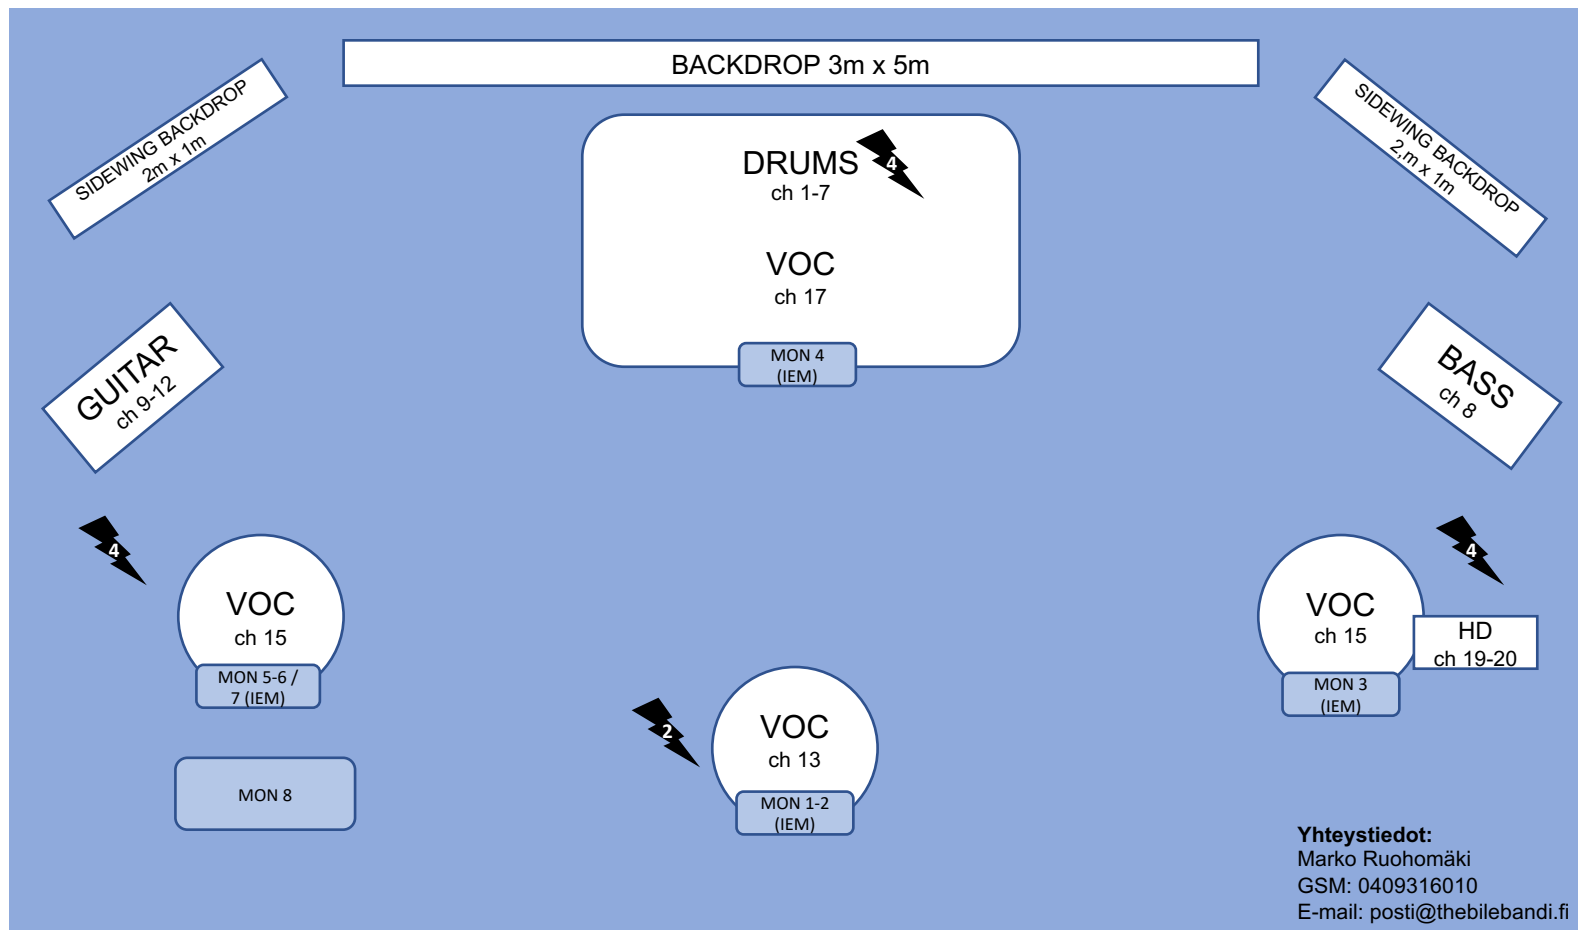 BACKDROP 3m x 5m
SIDEWING BACKDROP
2m x 1m
SIDEWING BACKDROP
2,m x 1m
DRUMS
ch 1-7
4
VOC
ch 17
MON 4
(IEM)
GUITAR
ch 9-12
BASS
ch 8
4
VOC
ch 15
MON 5-6 /
7 (IEM)
MON 8
2
VOC
ch 13
MON 1-2
(IEM)
4
VOC
ch 15
MON 3
(IEM)
HD
ch 19-20
Yhteystiedot:
Marko Ruohomäki
GSM: 0409316010
E-mail: posti@thebilebandi.fi